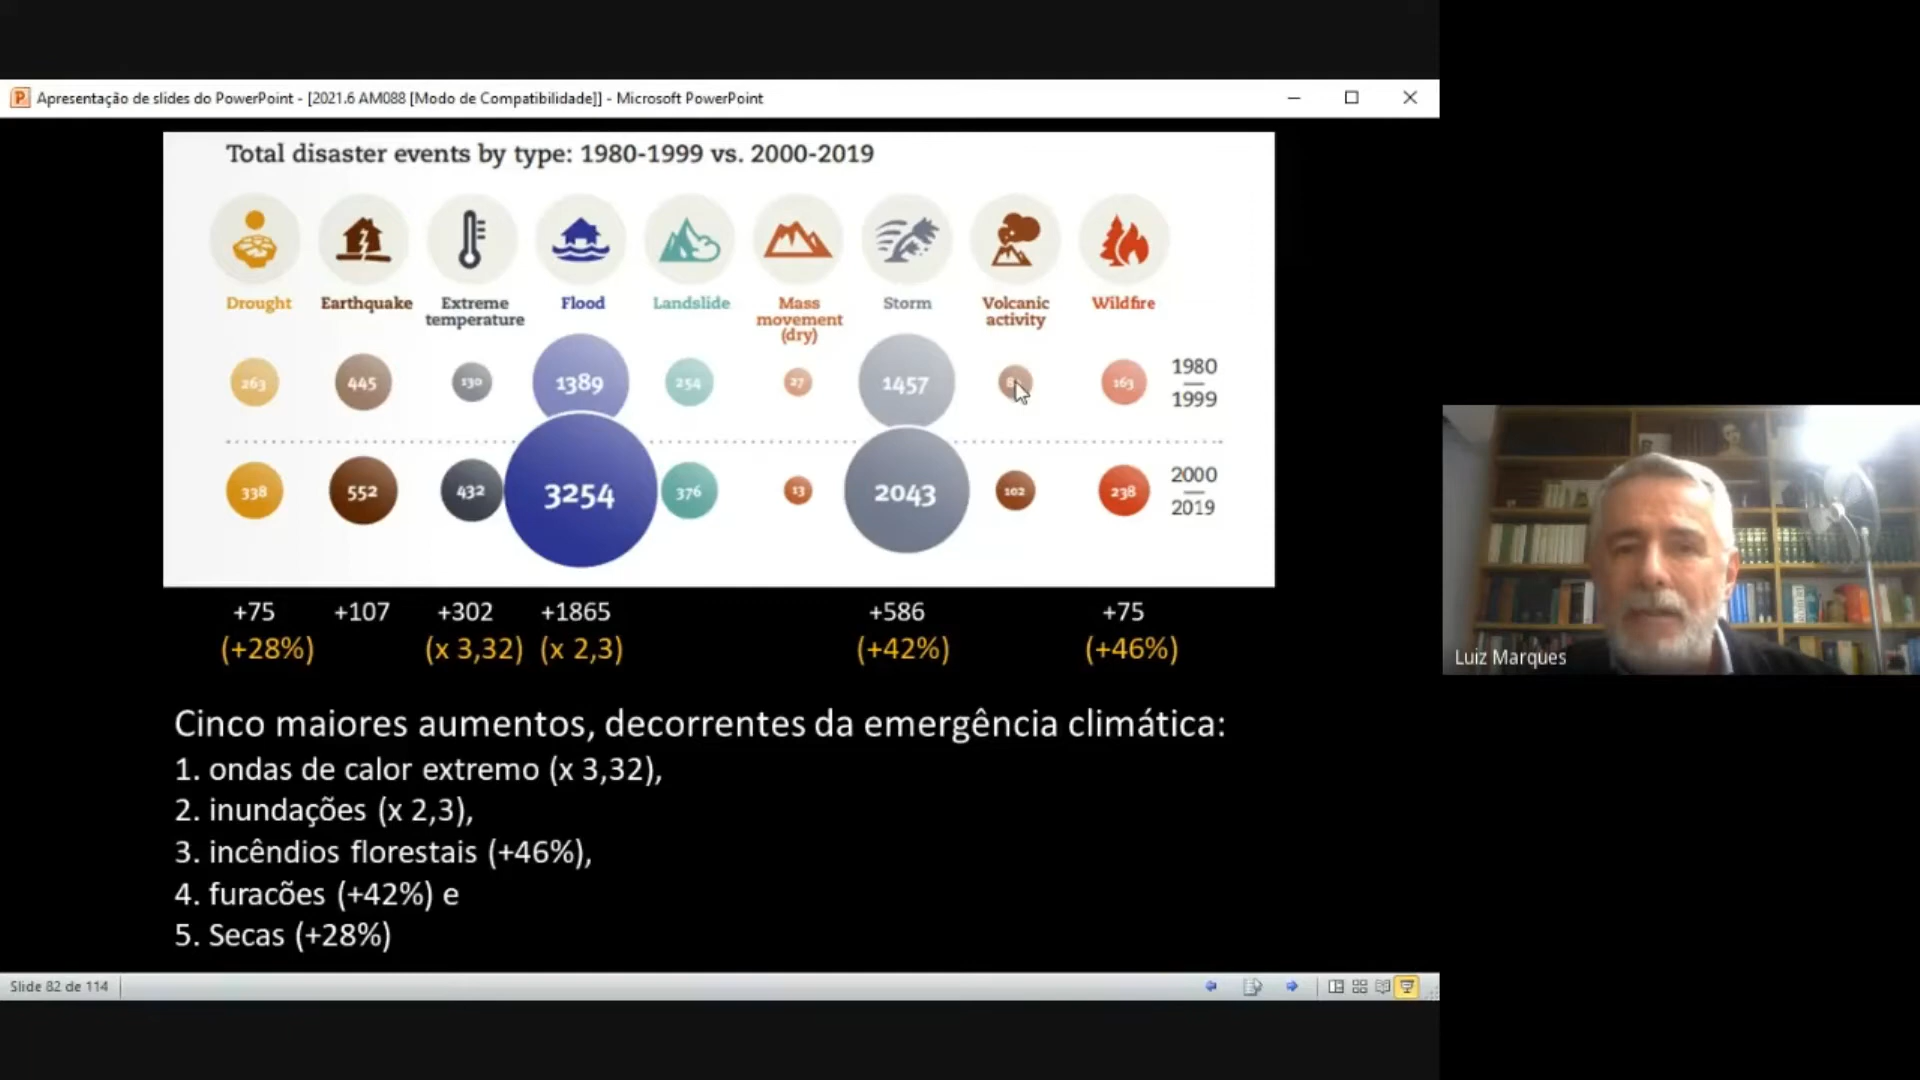 Apresentação de slides do PowerPoint - [2021.6 AM088 [Modo de Compatibilidade]] - Microsoft PowerPoint
Total disaster events by type: 1980-1999 vs. 2000-2019
Drought Earthquake Extreme temperature Flood Landslide Mass movement (dry) Storm Volcanic activity Wildfire
263 445 130 1389 254 27 1457 163 1980 1999
338 552 432 3254 376 13 2043 102 238 2000 2019
+75 +107 +302 +1865 +586 +75
(+28%) (x 3,32) (x 2,3) (+42%) (+46%)
Cinco maiores aumentos, decorrentes da emergência climática:
1. ondas de calor extremo (x 3,32),
2. inundações (x 2,3),
3. incêndios florestais (+46%),
4. furacões (+42%) e
5. Secas (+28%)
Slide 82 de 114
Luiz Marques